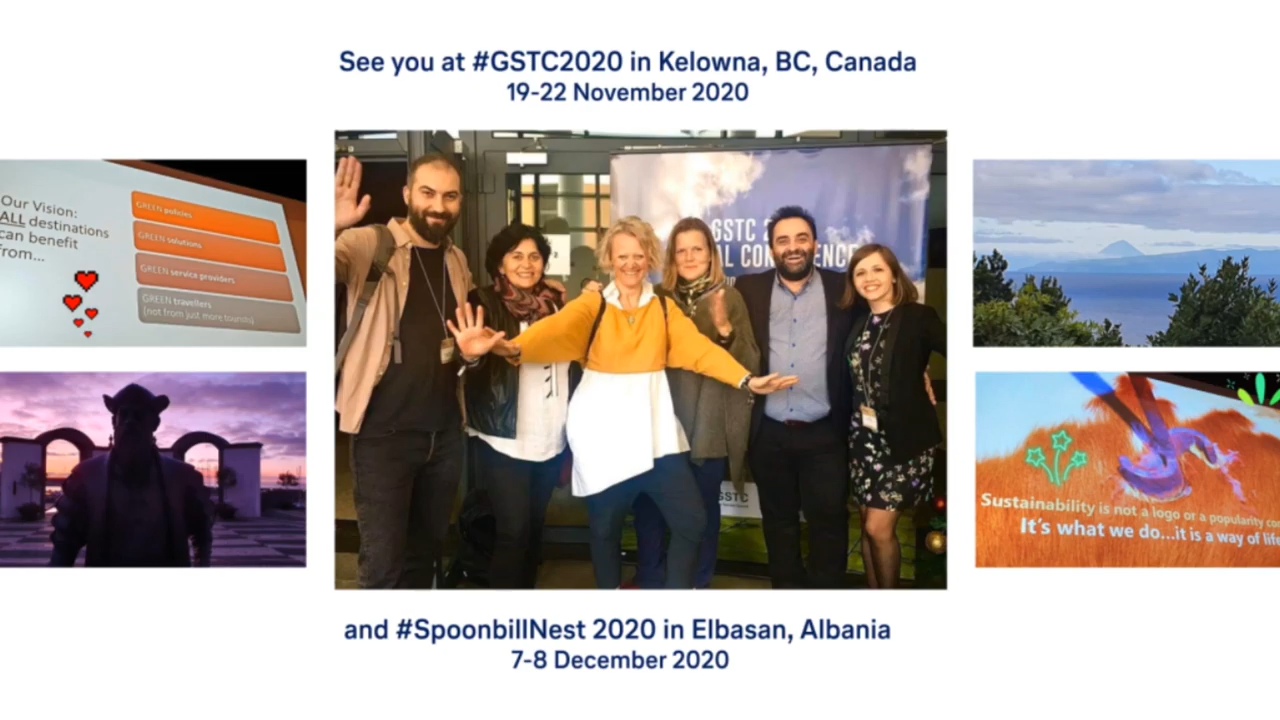 See you at #GSTC2020 in Kelowna, BC, Canada
19-22 November 2020
Our Vision:
ALL destinations
can benefit
from...
GREEN policies
GREEN solutions
GREEN service providers
GREEN travellers
(not from just more tourists)
GSTC
GSTC
Sustainability is not a logo or a popularity
It's what we do...it is a way of life
and #SpoonbillNest 2020 in Elbasan, Albania
7-8 December 2020